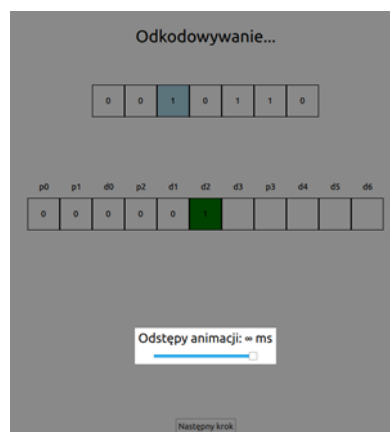 Odkodowywanie...
0 0 1 0 1 1 0
p0 p1 d0 p2 d1 d2 d3 p3 d4 d5 d6
0 0 0 0 0 1
Odstępy animacji: ∞ ms
Następny krok